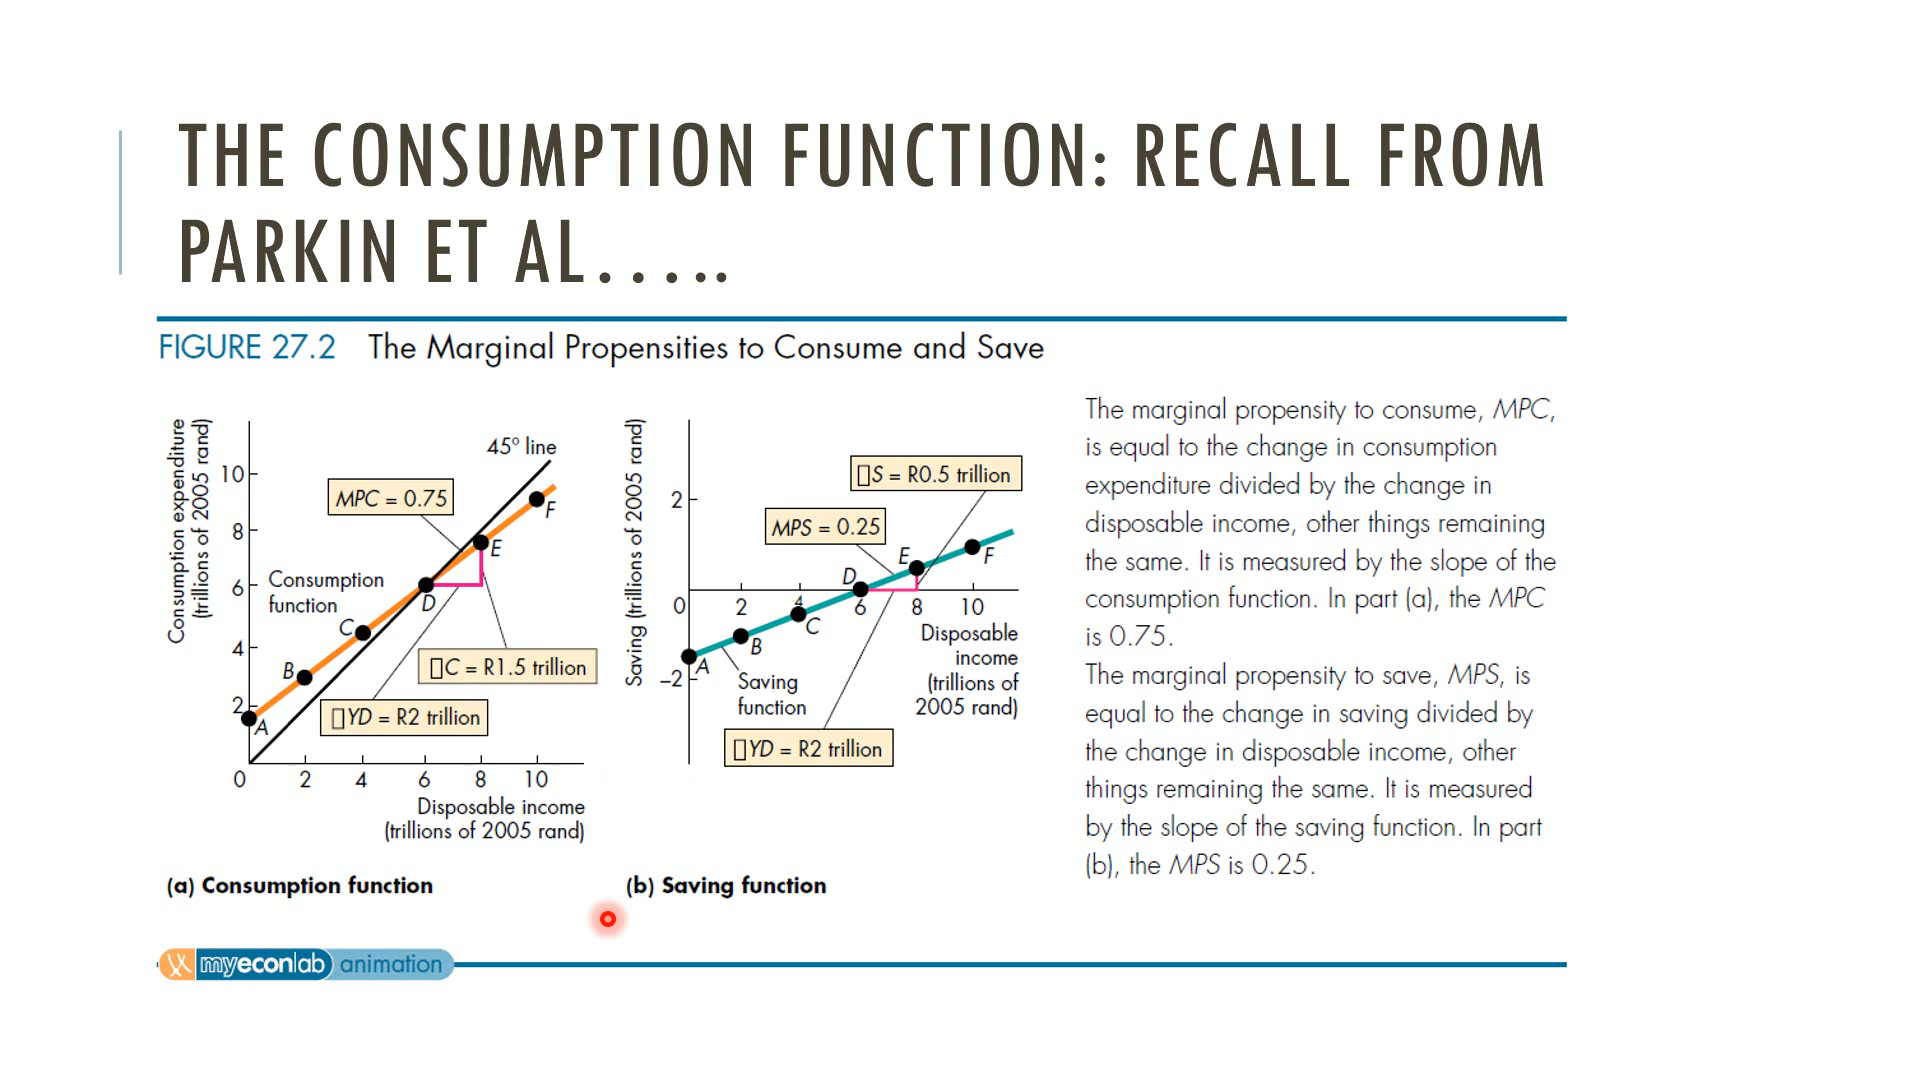 THE CONSUMPTION FUNCTION: RECALL FROM
PARKIN ET AL…..
FIGURE 27.2 The Marginal Propensities to Consume and Save
Consumption expenditure
(trillions of 2005 rand)
10
8
6
4
2
0
2
4
6
8
10
45° line
MPC = 0.75
Consumption
function
A
B
C
D
E
F
▯C = R1.5 trillion
▯YD = R2 trillion
Disposable income
(trillions of 2005 rand)
(a) Consumption function
Saving (trillions of 2005 rand)
2
0
–2
2
4
6
8
10
▯S = R0.5 trillion
MPS = 0.25
A
B
C
D
E
F
Saving
function
Disposable
income
(trillions of
2005 rand)
▯YD = R2 trillion
(b) Saving function
The marginal propensity to consume, MPC,
is equal to the change in consumption
expenditure divided by the change in
disposable income, other things remaining
the same. It is measured by the slope of the
consumption function. In part (a), the MPC
is 0.75.
The marginal propensity to save, MPS, is
equal to the change in saving divided by
the change in disposable income, other
things remaining the same. It is measured
by the slope of the saving function. In part
(b), the MPS is 0.25.
myeconlab animation